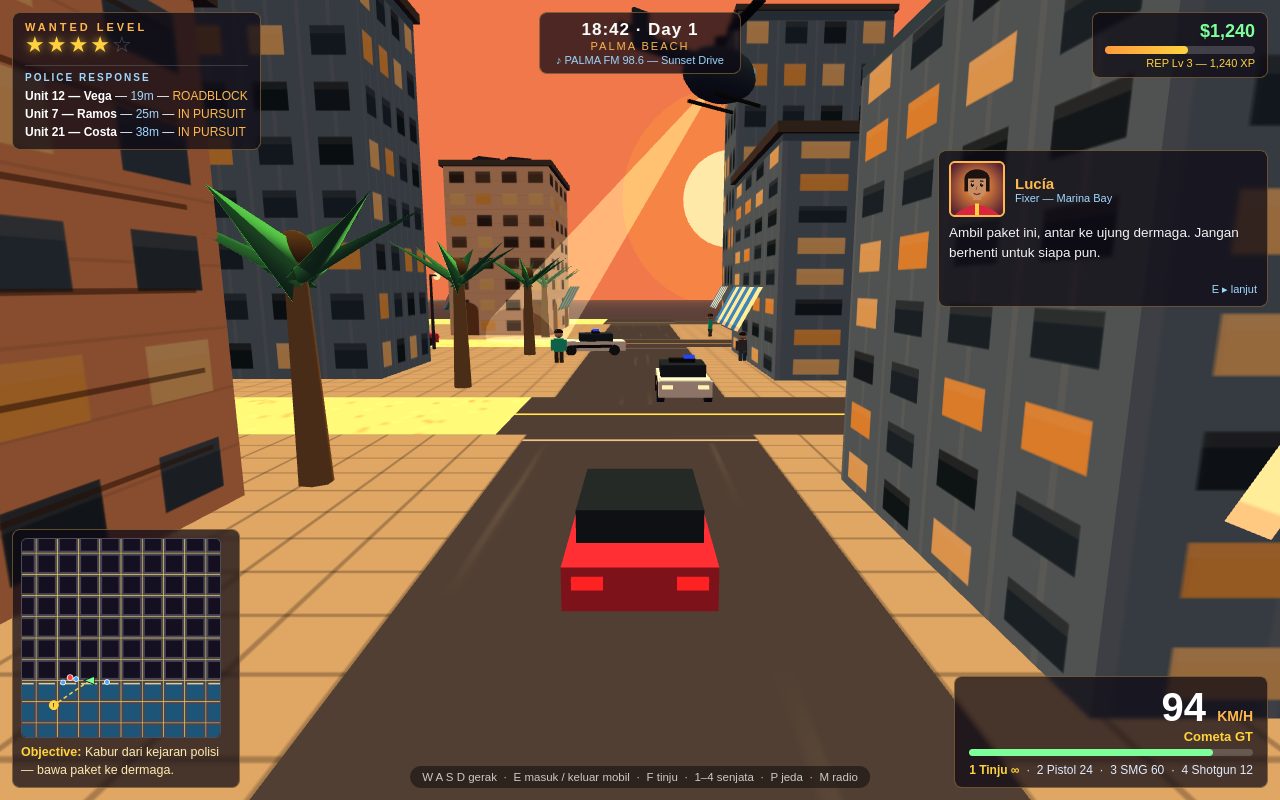 WANTED LEVEL
★★★★☆
POLICE RESPONSE
Unit 12 — Vega — 19m — ROADBLOCK
Unit 7 — Ramos — 25m — IN PURSUIT
Unit 21 — Costa — 38m — IN PURSUIT
18:42 · Day 1
PALMA BEACH
♪ PALMA FM 98.6 — Sunset Drive
$1,240
REP Lv 3 — 1,240 XP
Lucía
Fixer — Marina Bay
Ambil paket ini, antar ke ujung dermaga. Jangan
berhenti untuk siapa pun.
E ▸ lanjut
Objective: Kabur dari kejaran polisi
— bawa paket ke dermaga.
W A S D gerak · E masuk / keluar mobil · F tinju · 1–4 senjata · P jeda · M radio
94 KM/H
Cometa GT
1 Tinju ∞ · 2 Pistol 24 · 3 SMG 60 · 4 Shotgun 12